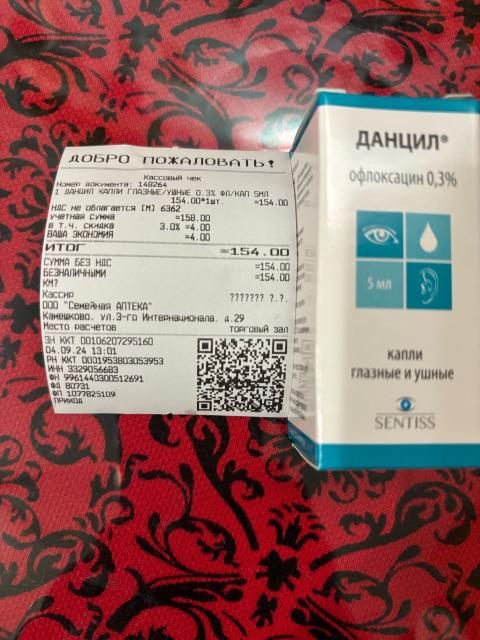 ДОБРО ПОЖАЛОВАТЬ!
Кассовый чек
Номер документа: 148264
1 ДАНЦИЛ КАПЛИ ГЛАЗНЫЕ/УШНЫЕ 0.3% ФЛ/КАП 5МЛ
154.00*1шт. =154.00
НДС не облагается [М] 6362
учетная сумма =158.00
в т.ч. скидка 3.0% =4.00
ВАША ЭКОНОМИЯ =4.00
ИТОГ =154.00
СУММА БЕЗ НДС =154.00
БЕЗНАЛИЧНЫМИ =154.00
КМ?
Кассир ??????? ?.?.
ООО "Семейная АПТЕКА"
Камешково, ул.3-го Интернационала, д.29
Место расчетов торговый зал
ЗН ККТ 00106207295160
04.09.24 13:01
РН ККТ 0001953803053953
ИНН 3329056683
ФН 9961440300512691
ФД 80731
ФП 1077825109
ПРИХОД
ДАНЦИЛ®
офлоксацин 0,3%
5 мл
капли
глазные и ушные
SENTISS